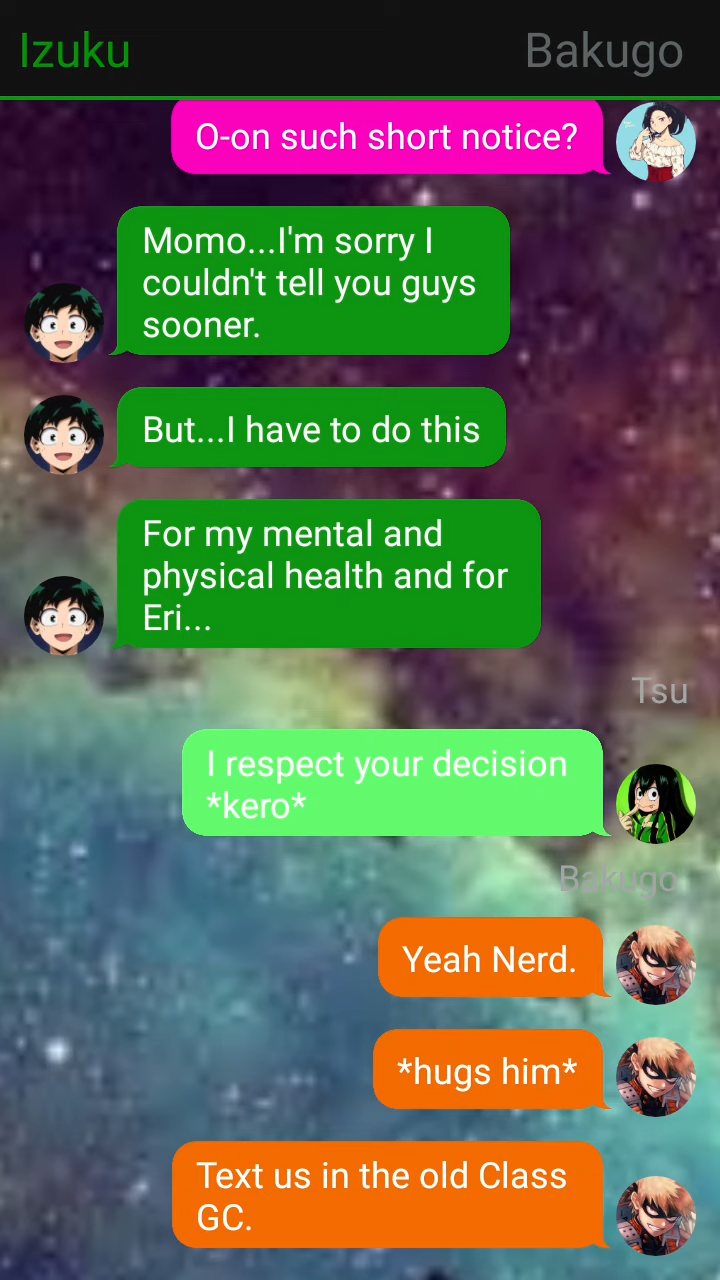 Izuku
Bakugo
O-on such short notice?
Momo...I'm sorry I
couldn't tell you guys
sooner.
But...I have to do this
For my mental and
physical health and for
Eri...
Tsu
I respect your decision
*kero*
Bakugo
Yeah Nerd.
*hugs him*
Text us in the old Class
GC.